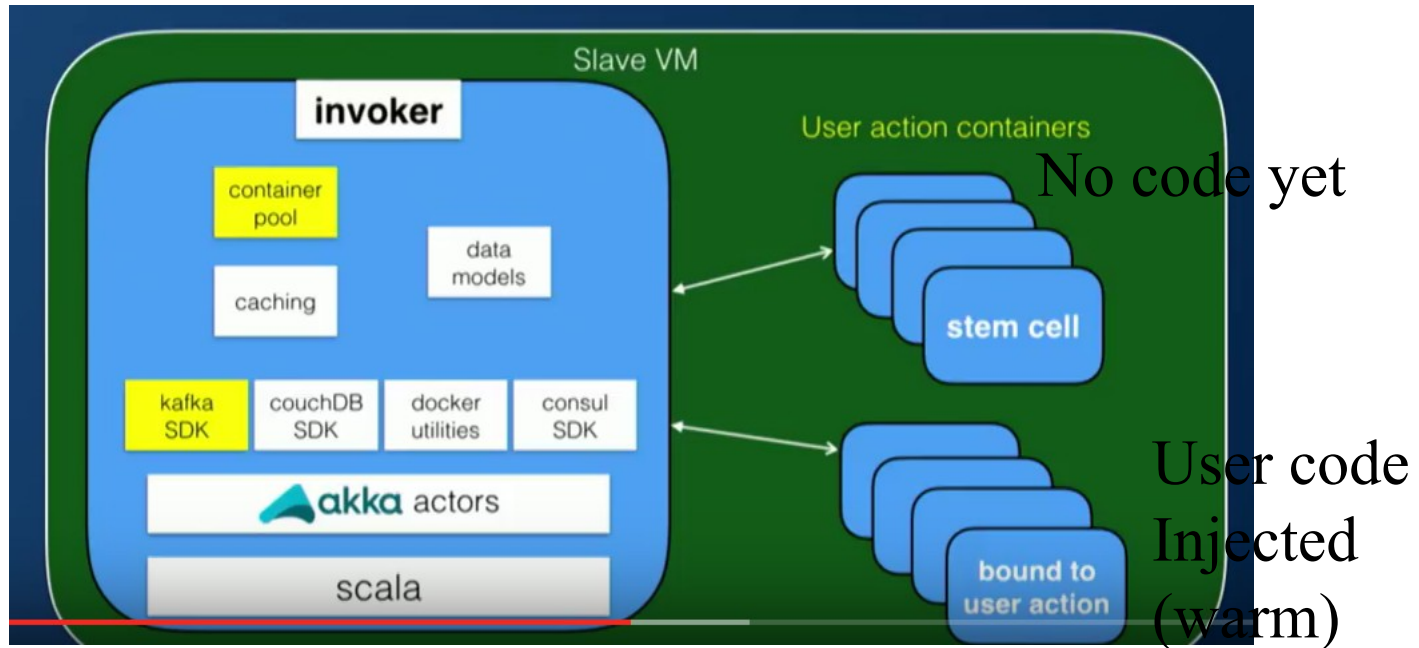 Slave VM
invoker
User action containers
No code yet
container
pool
data
models
caching
stem cell
kafka
SDK
couchDB
SDK
docker
utilities
consul
SDK
akka actors
scala
User code
Injected
(warm)
bound to
user action